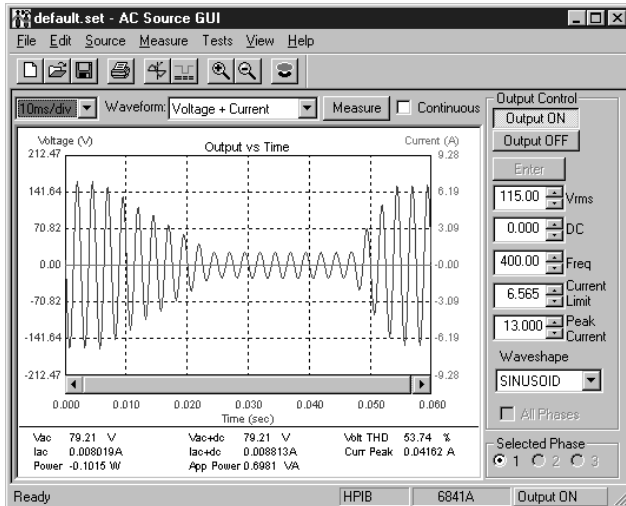 default.set - AC Source GUI
File Edit Source Measure Tests View Help
10ms/div Waveform: Voltage + Current Measure Continuous
Output Control
Output ON
Output OFF
Enter
115.00 Vrms
0.000 DC
400.00 Freq
6.565 Current Limit
13.000 Peak Current
Waveshape
SINUSOID
All Phases
Selected Phase
1 2 3
Voltage (V) Output vs Time Current (A)
212.47 9.28
141.64 6.19
70.82 3.09
0.00 -0.00
-70.82 -3.09
-141.64 -6.19
-212.47 -9.28
0.000 0.010 0.020 0.030 0.040 0.050 0.060
Time (sec)
Vac 79.21 V Vac+dc 79.21 V Volt THD 53.74 %
Iac 0.008019A Iac+dc 0.008813A Curr Peak 0.04162 A
Power -0.1015 W App Power 0.6981 VA
Ready HPIB 6841A Output ON